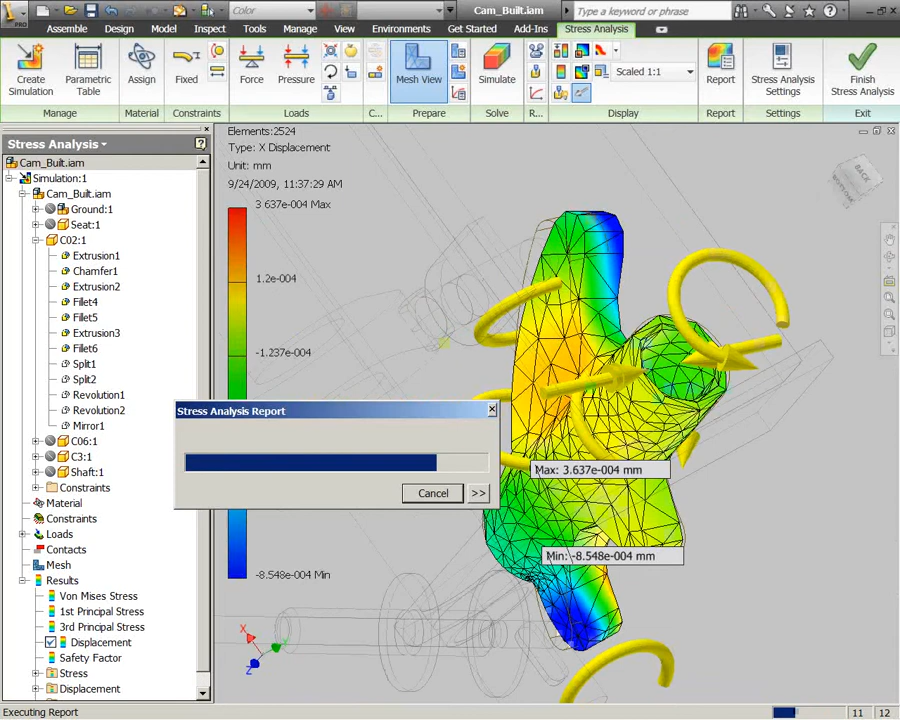 PRO
Color
Cam_Built.iam
Type a keyword or phrase
Assemble
Design
Model
Inspect
Tools
Manage
View
Environments
Get Started
Add-Ins
Stress Analysis
Create Simulation
Parametric Table
Assign
Fixed
Force
Pressure
Mesh View
Simulate
Scaled 1:1
Report
Stress Analysis Settings
Finish Stress Analysis
Manage
Material
Constraints
Loads
C...
Prepare
Solve
R...
Display
Report
Settings
Exit
Stress Analysis
Cam_Built.iam
Simulation:1
Cam_Built.iam
Ground:1
Seat:1
C02:1
Extrusion1
Chamfer1
Extrusion2
Fillet4
Fillet5
Extrusion3
Fillet6
Split1
Split2
Revolution1
Revolution2
Mirror1
C06:1
C3:1
Shaft:1
Constraints
Material
Constraints
Loads
Contacts
Mesh
Results
Von Mises Stress
1st Principal Stress
3rd Principal Stress
Displacement
Safety Factor
Stress
Displacement
Elements:2524
Type: X Displacement
Unit: mm
9/24/2009, 11:37:29 AM
3.637e-004 Max
1.2e-004
-1.237e-004
-8.548e-004 Min
BACK
Stress Analysis Report
Cancel
>>
Max: 3.637e-004 mm
Min: -8.548e-004 mm
X
Z
Executing Report
11
12